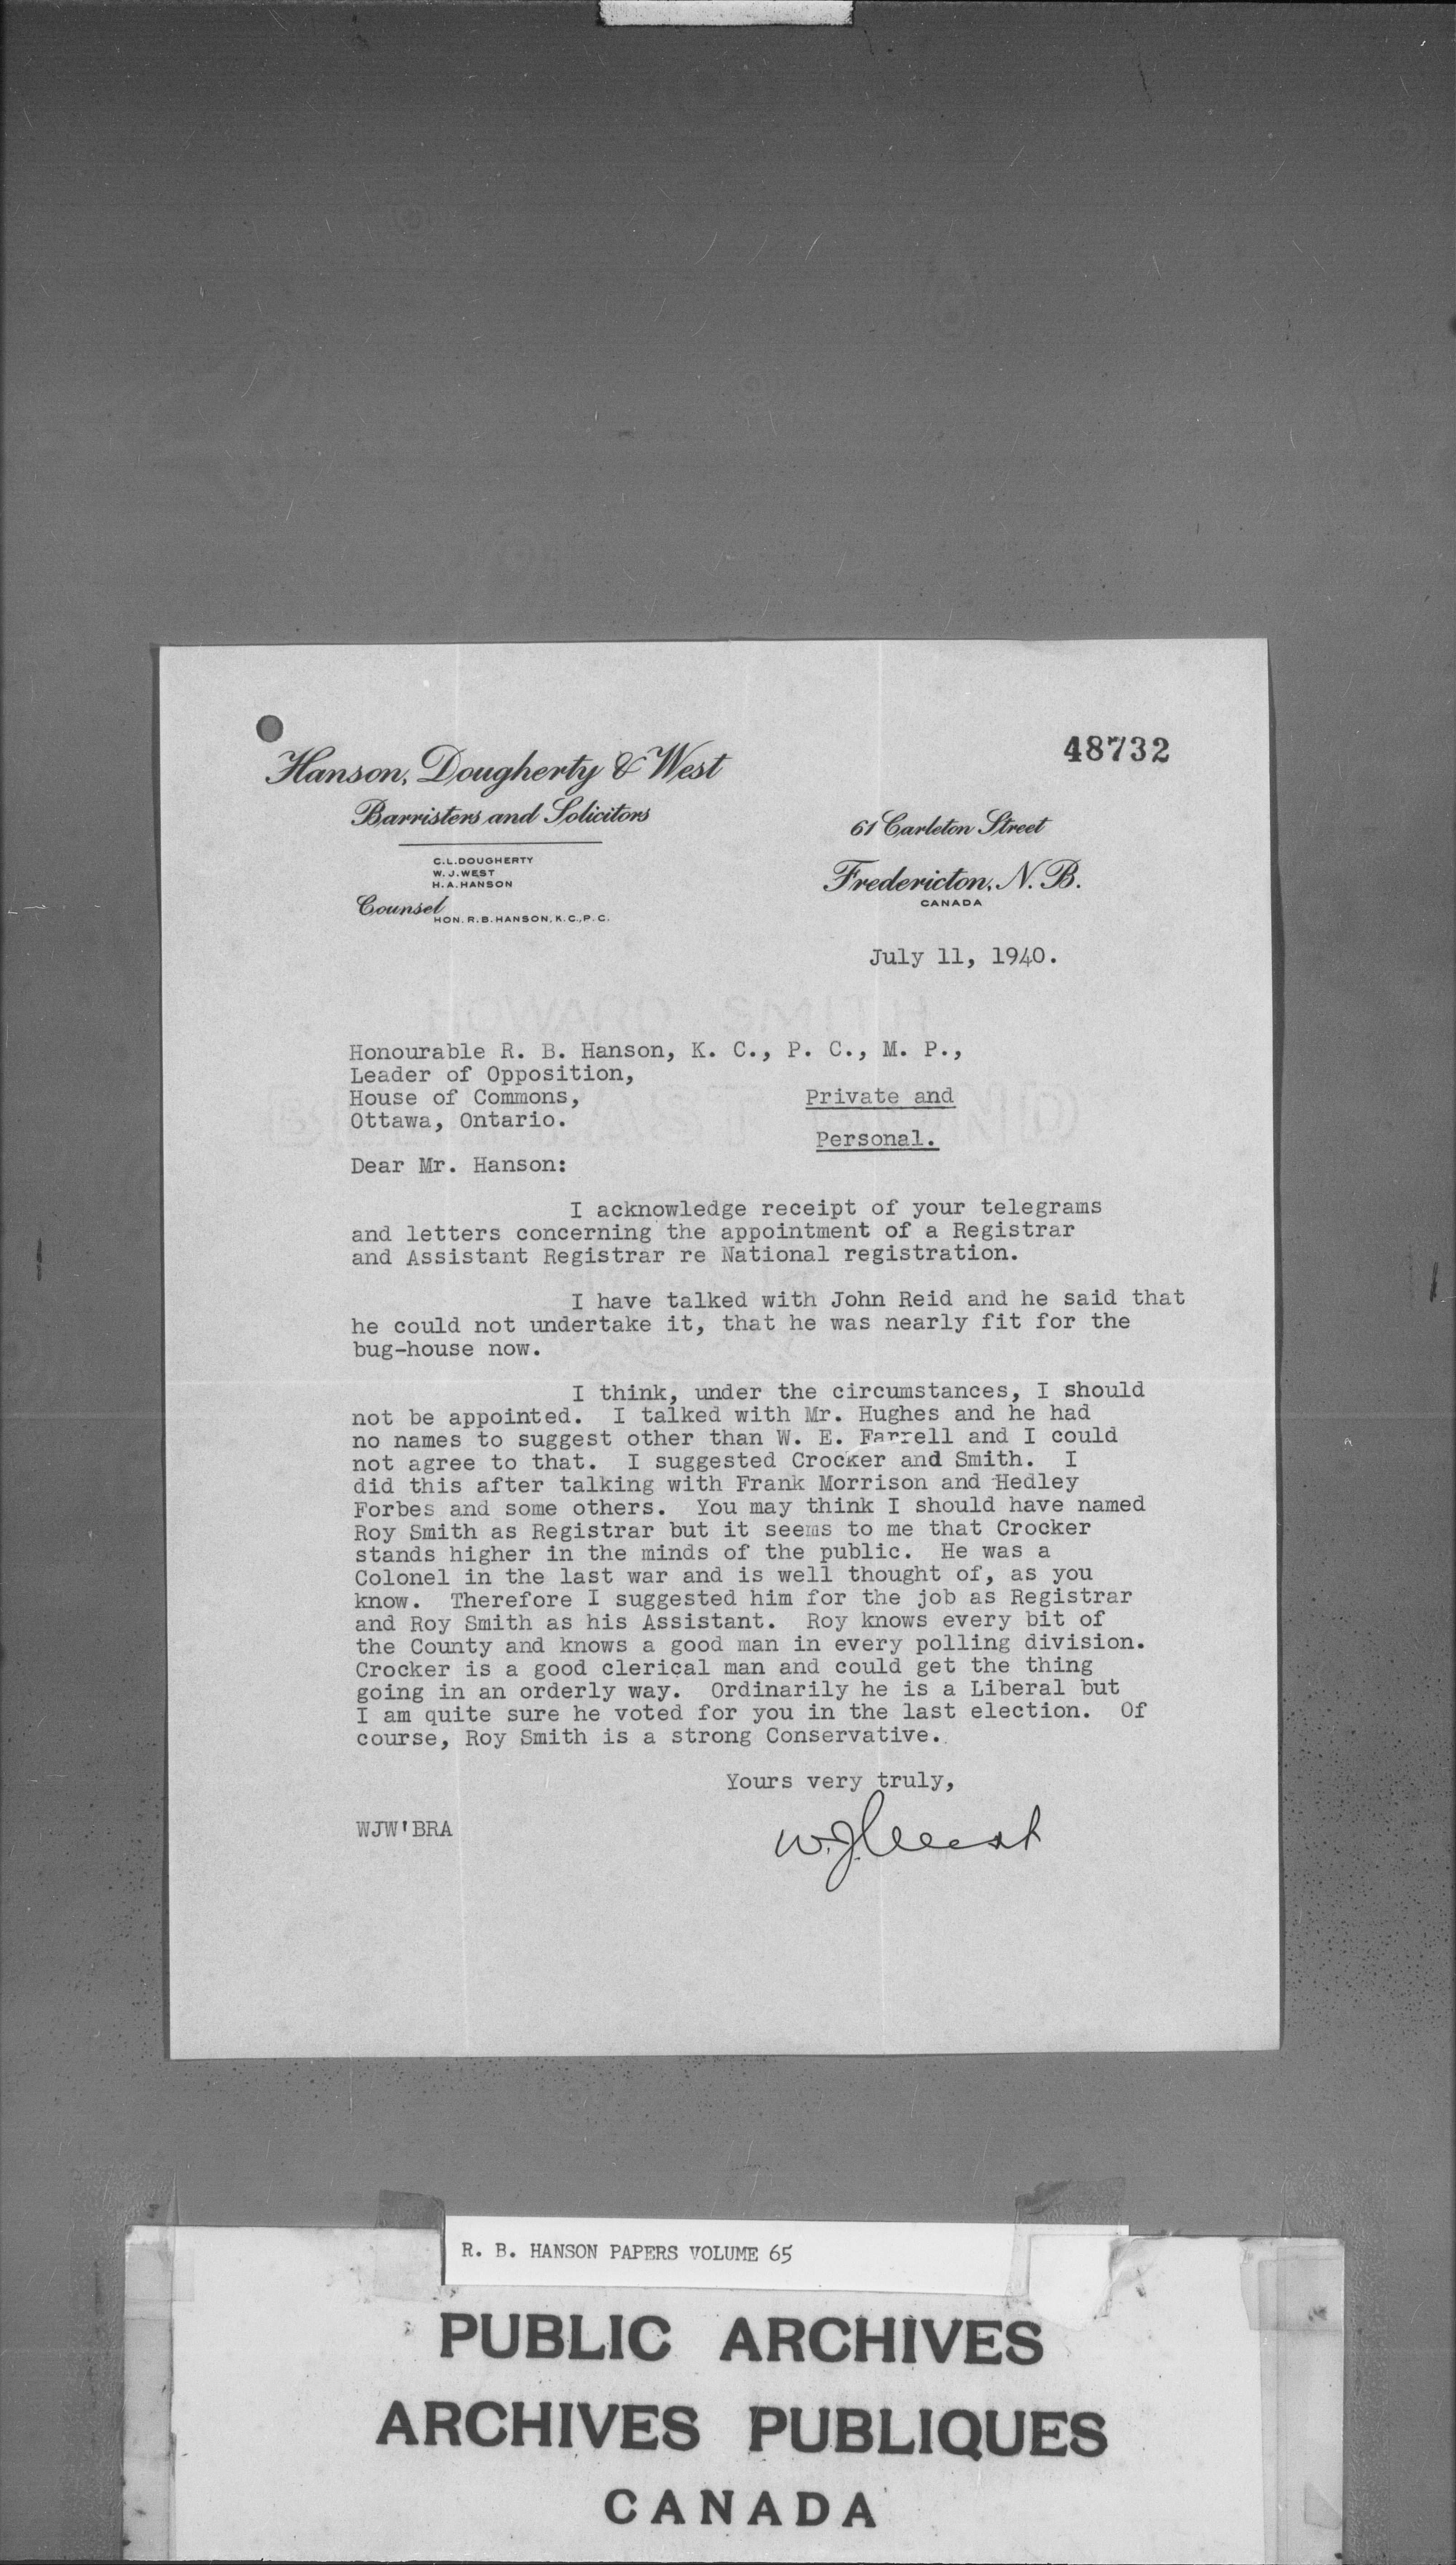 48732
Hanson, Dougherty & West
Barristers and Solicitors
C.L.DOUGHERTY
W.J.WEST
H.A.HANSON
Counsel
HON. R.B. HANSON, K.C., P.C.
61 Carleton Street
Fredericton, N.B.
CANADA
July 11, 1940.
Honourable R. B. Hanson, K. C., P. C., M. P.,
Leader of Opposition,
House of Commons,
Ottawa, Ontario.
Private and
Personal.
Dear Mr. Hanson:
I acknowledge receipt of your telegrams
and letters concerning the appointment of a Registrar
and Assistant Registrar re National registration.
I have talked with John Reid and he said that
he could not undertake it, that he was nearly fit for the
bug-house now.
I think, under the circumstances, I should
not be appointed. I talked with Mr. Hughes and he had
no names to suggest other than W. E. Farrell and I could
not agree to that. I suggested Crocker and Smith. I
did this after talking with Frank Morrison and Hedley
Forbes and some others. You may think I should have named
Roy Smith as Registrar but it seems to me that Crocker
stands higher in the minds of the public. He was a
Colonel in the last war and is well thought of, as you
know. Therefore I suggested him for the job as Registrar
and Roy Smith as his Assistant. Roy knows every bit of
the County and knows a good man in every polling division.
Crocker is a good clerical man and could get the thing
going in an orderly way. Ordinarily he is a Liberal but
I am quite sure he voted for you in the last election. Of
course, Roy Smith is a strong Conservative.
Yours very truly,
WJW'BRA
W.J. West
R. B. HANSON PAPERS VOLUME 65
PUBLIC ARCHIVES
ARCHIVES PUBLIQUES
CANADA